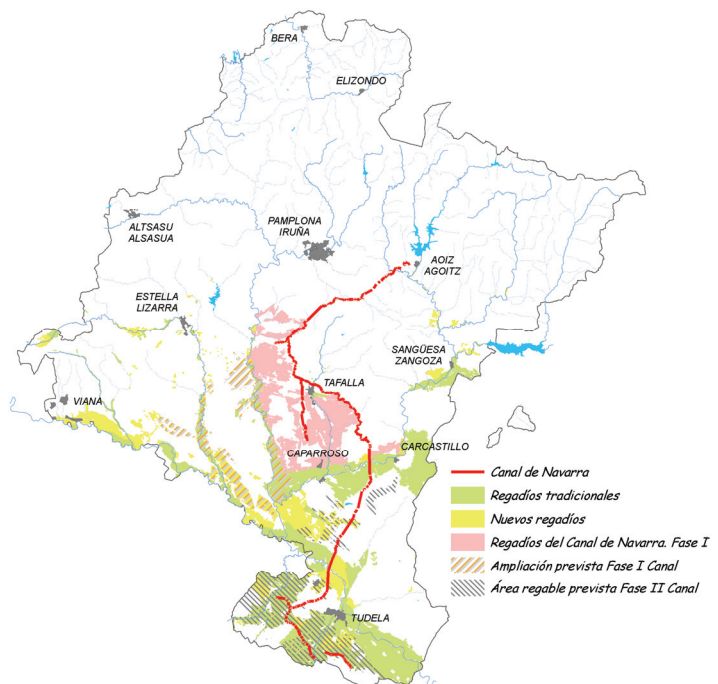 BERA
ELIZONDO
ALTSASU
ALSASUA
PAMPLONA
IRUÑA
AOIZ
AGOITZ
ESTELLA
LIZARRA
SANGÜESA
ZANGOZA
TAFALLA
VIANA
CAPARROSO
CARCASTILLO
TUDELA
Canal de Navarra
Regadíos tradicionales
Nuevos regadíos
Regadíos del Canal de Navarra. Fase I
Ampliación prevista Fase I Canal
Área regable prevista Fase II Canal